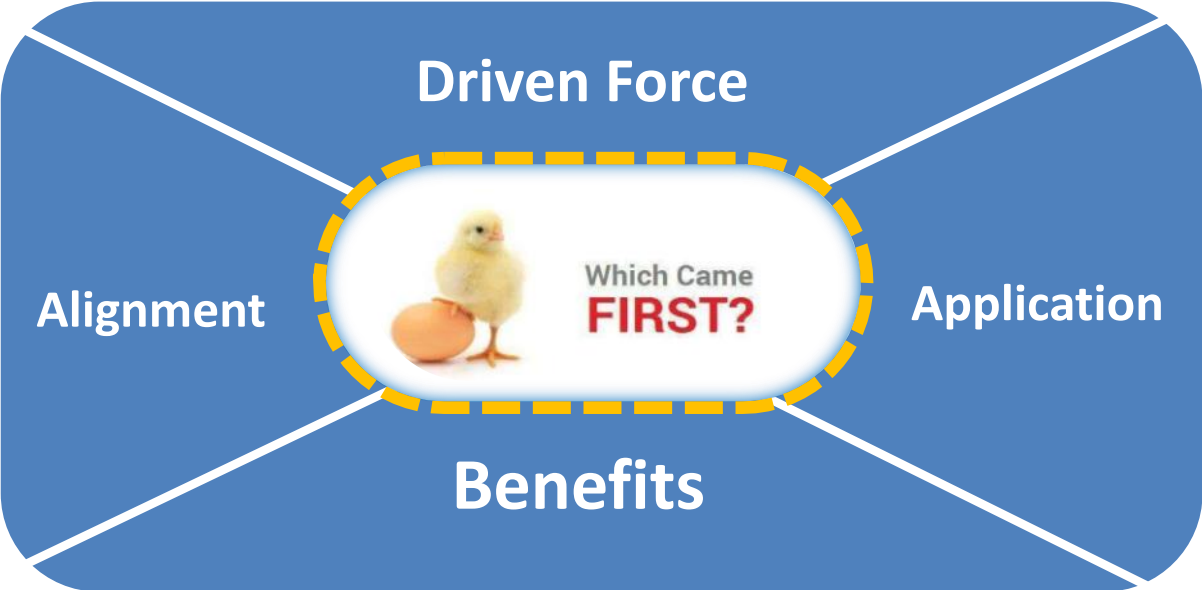 Driven Force
Alignment
Which Came
FIRST?
Application
Benefits